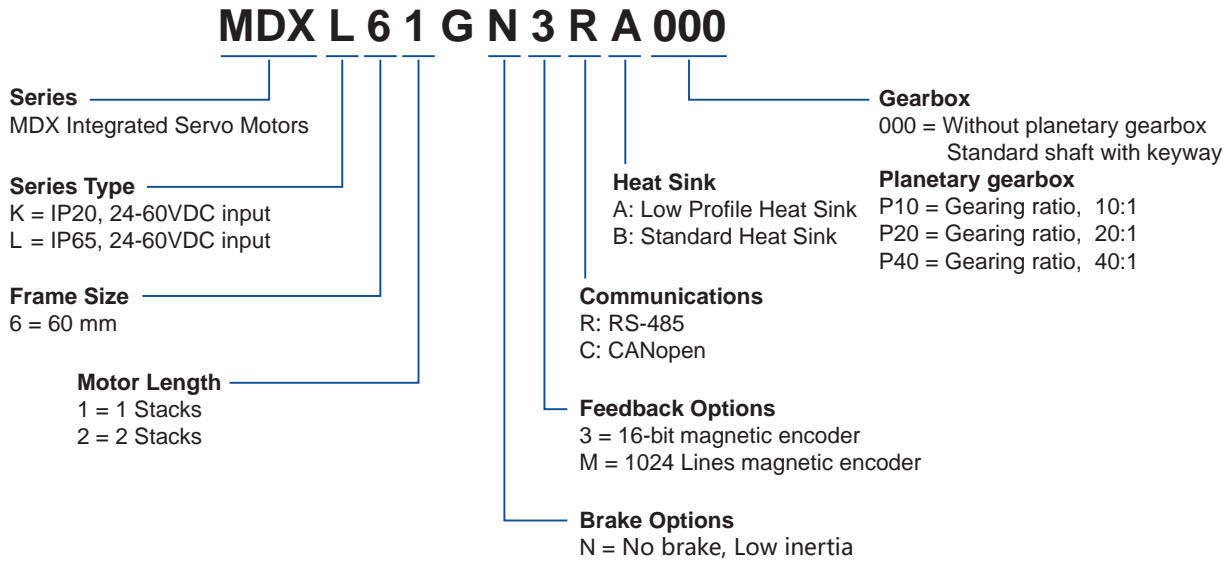 MDX L 6 1 G N 3 R A 000
Series
MDX Integrated Servo Motors
Series Type
K = IP20, 24-60VDC input
L = IP65, 24-60VDC input
Frame Size
6 = 60 mm
Motor Length
1 = 1 Stacks
2 = 2 Stacks
Gearbox
000 = Without planetary gearbox
Standard shaft with keyway
Planetary gearbox
P10 = Gearing ratio, 10:1
P20 = Gearing ratio, 20:1
P40 = Gearing ratio, 40:1
Heat Sink
A: Low Profile Heat Sink
B: Standard Heat Sink
Communications
R: RS-485
C: CANopen
Feedback Options
3 = 16-bit magnetic encoder
M = 1024 Lines magnetic encoder
Brake Options
N = No brake, Low inertia